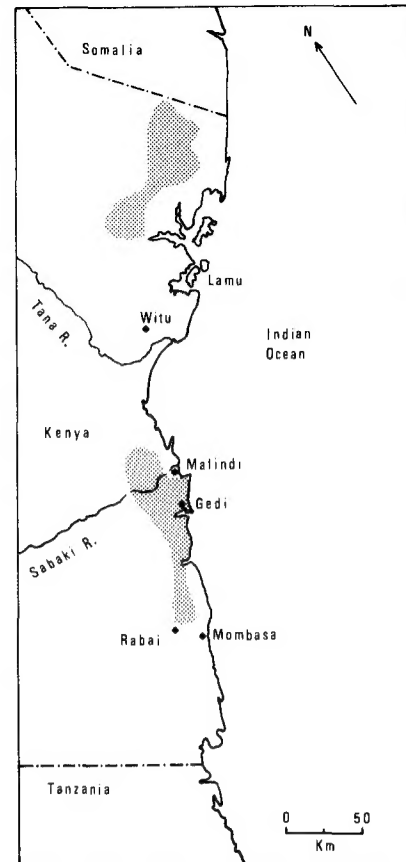 Somalia
N
Lamu
Witu
Tana R.
Indian
Ocean
Kenya
Malindi
Gedi
Sabaki R.
Rabai
Mombasa
Tanzania
0 50
Km